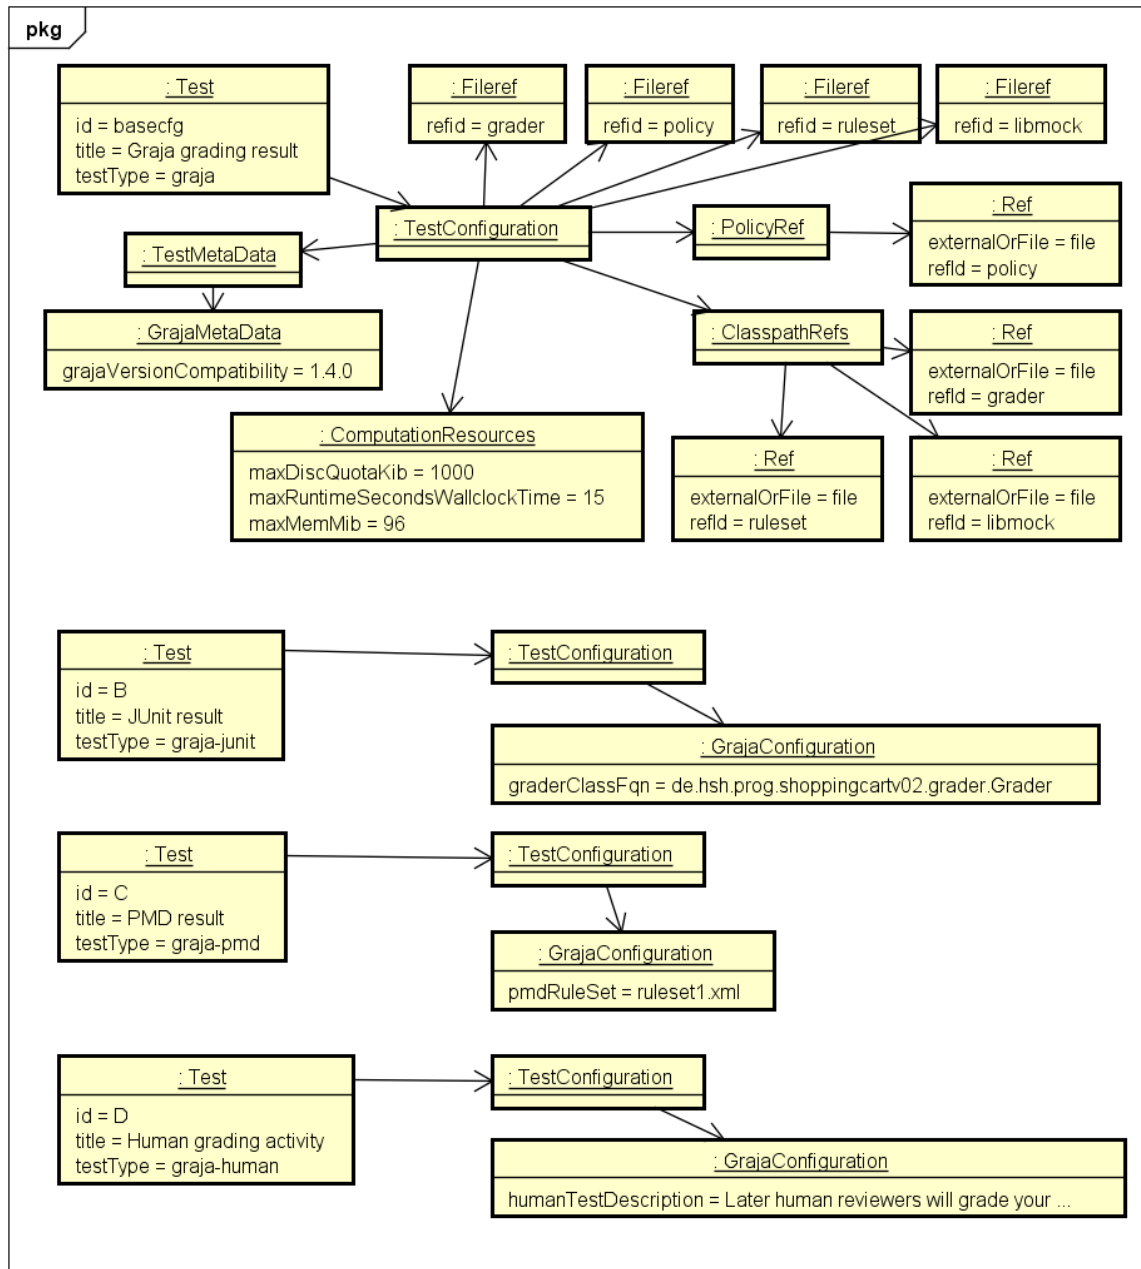 pkg
: Test
id = basecfg
title = Graja grading result
testType = graja
: Fileref
refid = grader
: Fileref
refid = policy
: Fileref
refid = ruleset
: Fileref
refid = libmock
: TestConfiguration
: PolicyRef
: Ref
externalOrFile = file
refId = policy
: TestMetaData
: GrajaMetaData
grajaVersionCompatibility = 1.4.0
: ClasspathRefs
: Ref
externalOrFile = file
refId = grader
: ComputationResources
maxDiscQuotaKib = 1000
maxRuntimeSecondsWallclockTime = 15
maxMemMib = 96
: Ref
externalOrFile = file
refId = ruleset
: Ref
externalOrFile = file
refId = libmock
: Test
id = B
title = JUnit result
testType = graja-junit
: TestConfiguration
: GrajaConfiguration
graderClassFqn = de.hsh.prog.shoppingcartv02.grader.Grader
: Test
id = C
title = PMD result
testType = graja-pmd
: TestConfiguration
: GrajaConfiguration
pmdRuleSet = ruleset1.xml
: Test
id = D
title = Human grading activity
testType = graja-human
: TestConfiguration
: GrajaConfiguration
humanTestDescription = Later human reviewers will grade your ...